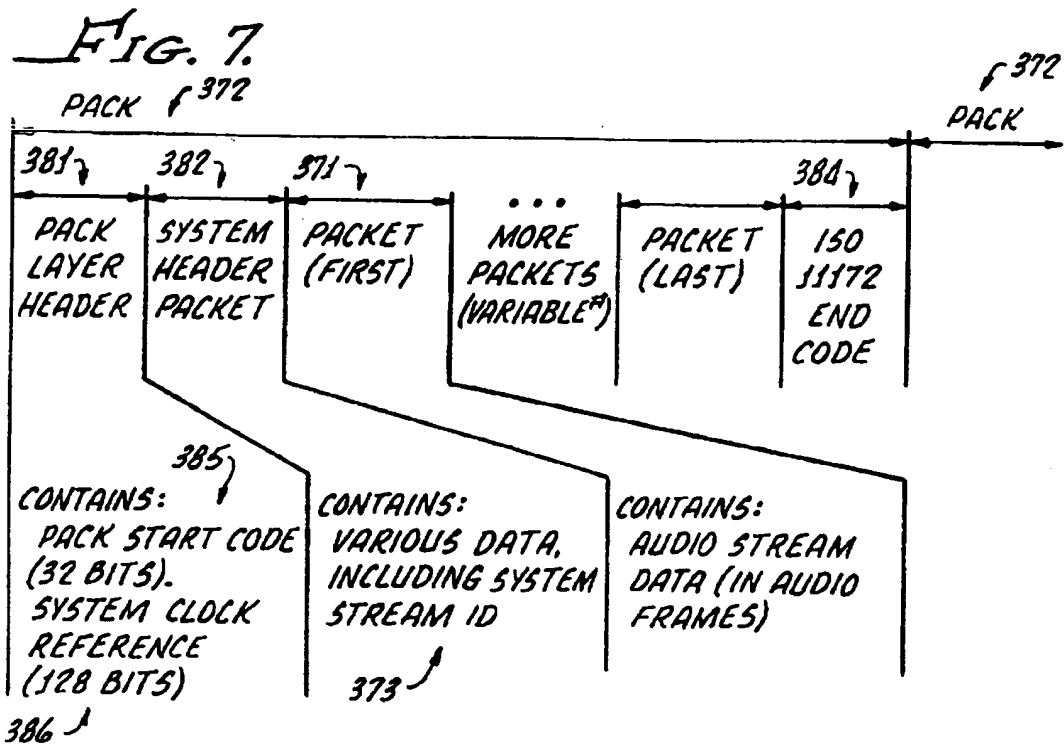 FIG. 7.
PACK 372
372
PACK
381
382
371
384
PACK
LAYER
HEADER
SYSTEM
HEADER
PACKET
PACKET
(FIRST)
• • •
MORE
PACKETS
(VARIABLE #)
PACKET
(LAST)
ISO
11172
END
CODE
385
CONTAINS:
PACK START CODE
(32 BITS).
SYSTEM CLOCK
REFERENCE
(128 BITS)
386
CONTAINS:
VARIOUS DATA,
INCLUDING SYSTEM
STREAM ID
373
CONTAINS:
AUDIO STREAM
DATA (IN AUDIO
FRAMES)